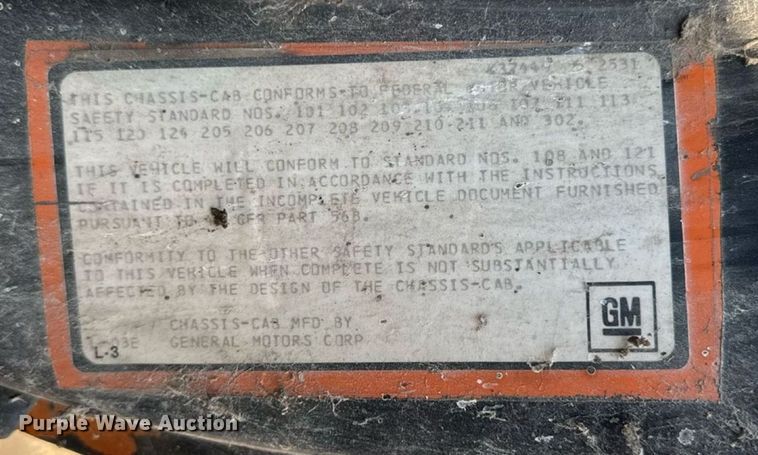 2531
THIS CHASSIS-CAB CONFORMS TO FEDERAL MOTOR VEHICLE
SAFETY STANDARD NOS. 101 102 111 113
115 120 124 205 206 207 208 209 210 211 AND 302.
THIS VEHICLE WILL CONFORM TO STANDARD NOS. 108 AND 121
IF IT IS COMPLETED IN ACCORDANCE WITH THE INSTRUCTIONS
CONTAINED IN THE INCOMPLETE VEHICLE DOCUMENT FURNISHED
PURSUANT TO CFR PART 568.
CONFORMITY TO THE OTHER SAFETY STANDARDS APPLICABLE
TO THIS VEHICLE WHEN COMPLETE IS NOT SUBSTANTIALLY
AFFECTED BY THE DESIGN OF THE CHASSIS-CAB.
CHASSIS-CAB MFD BY
GENERAL MOTORS CORP
L-3
GM
Purple Wave Auction